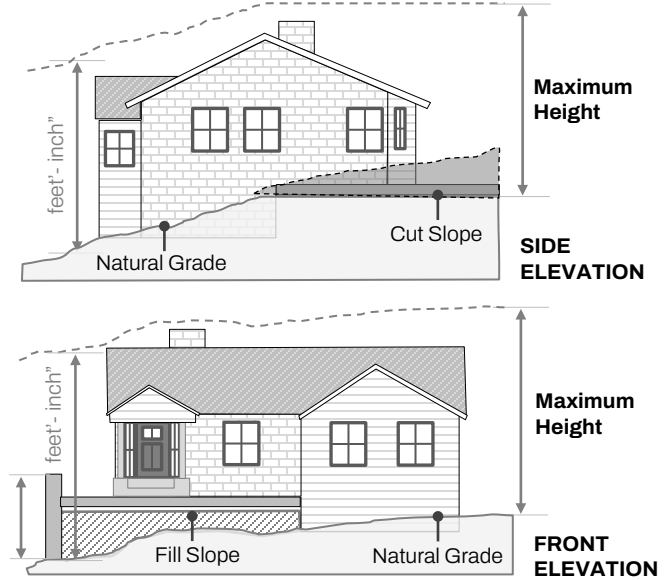 Maximum
Height
feet'- inch"
Cut Slope
Natural Grade
SIDE
ELEVATION
feet'- inch"
Maximum
Height
Fill Slope
Natural Grade
FRONT
ELEVATION